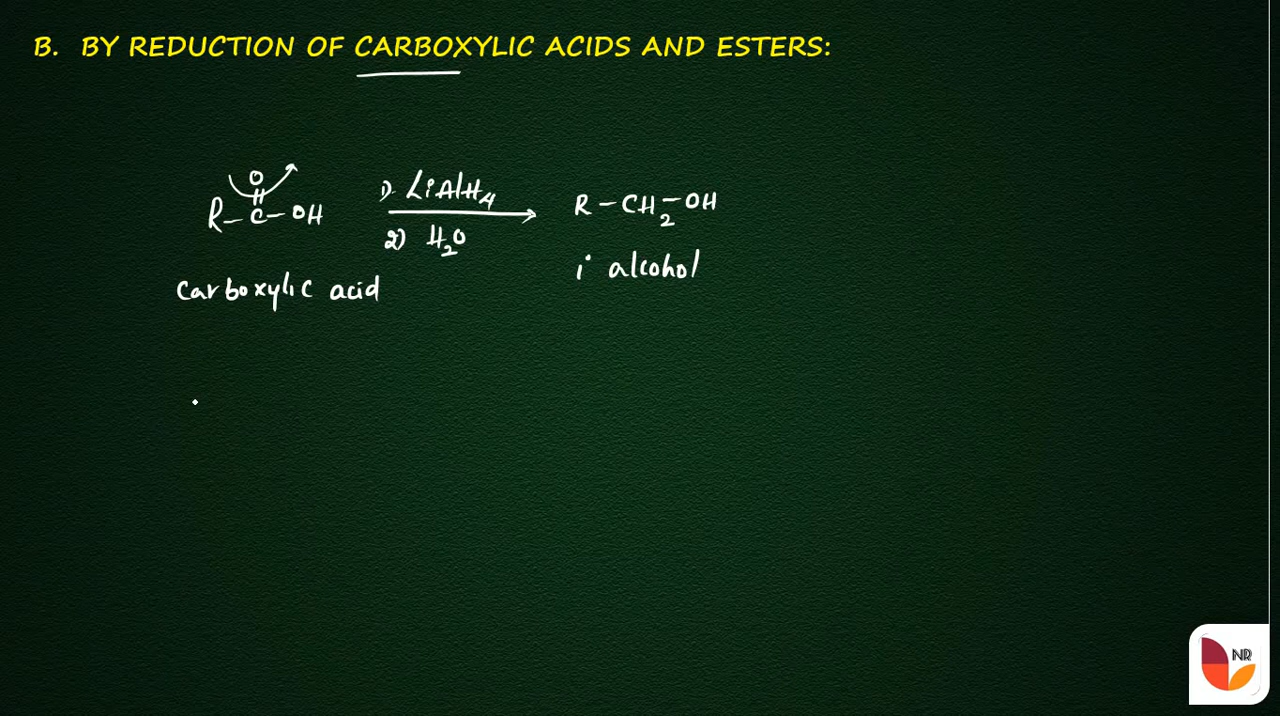 B. BY REDUCTION OF CARBOXYLIC ACIDS AND ESTERS:
O
R-C-OH
1) LiAlH4
2) H2O
R-CH2-OH
carboxylic acid
1° alcohol
NR